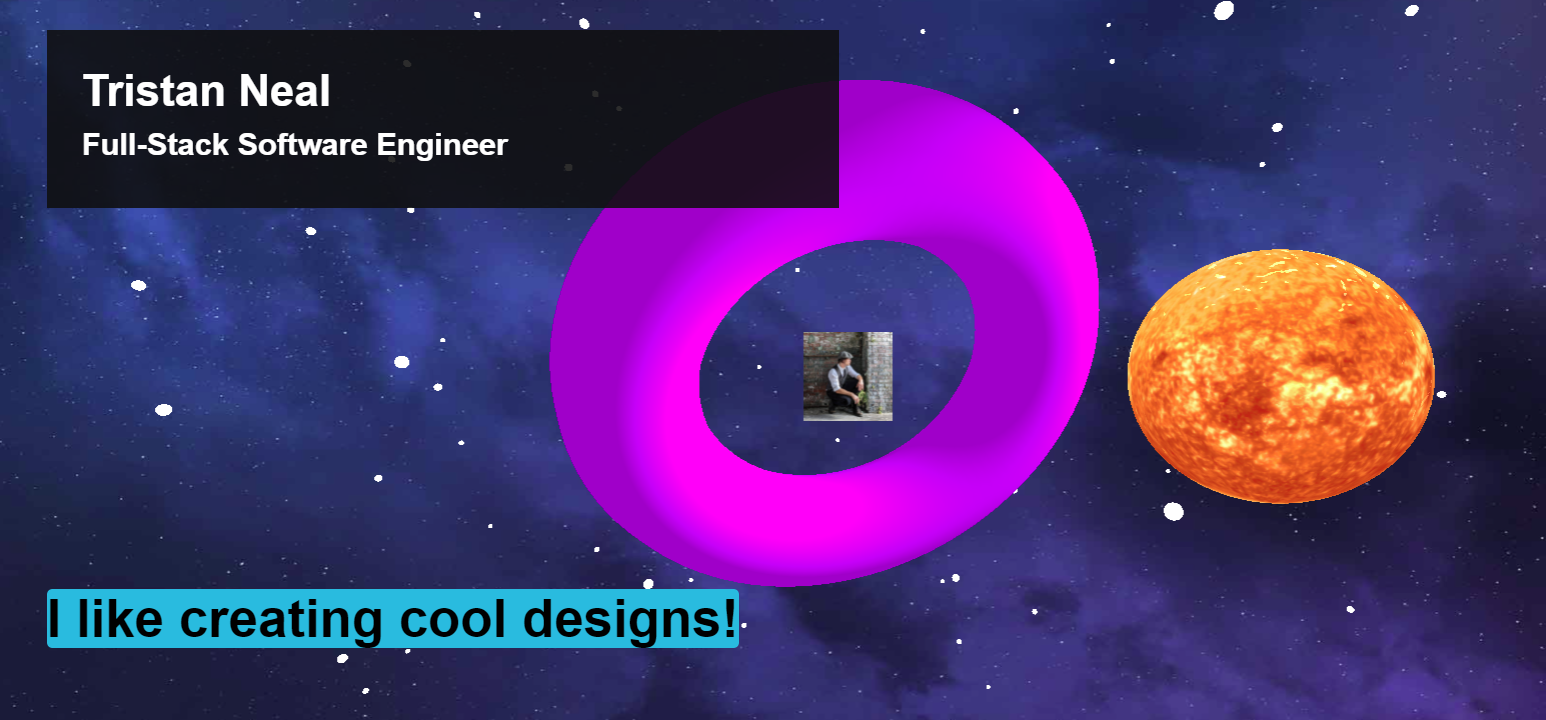 Tristan Neal
Full-Stack Software Engineer
I like creating cool designs!